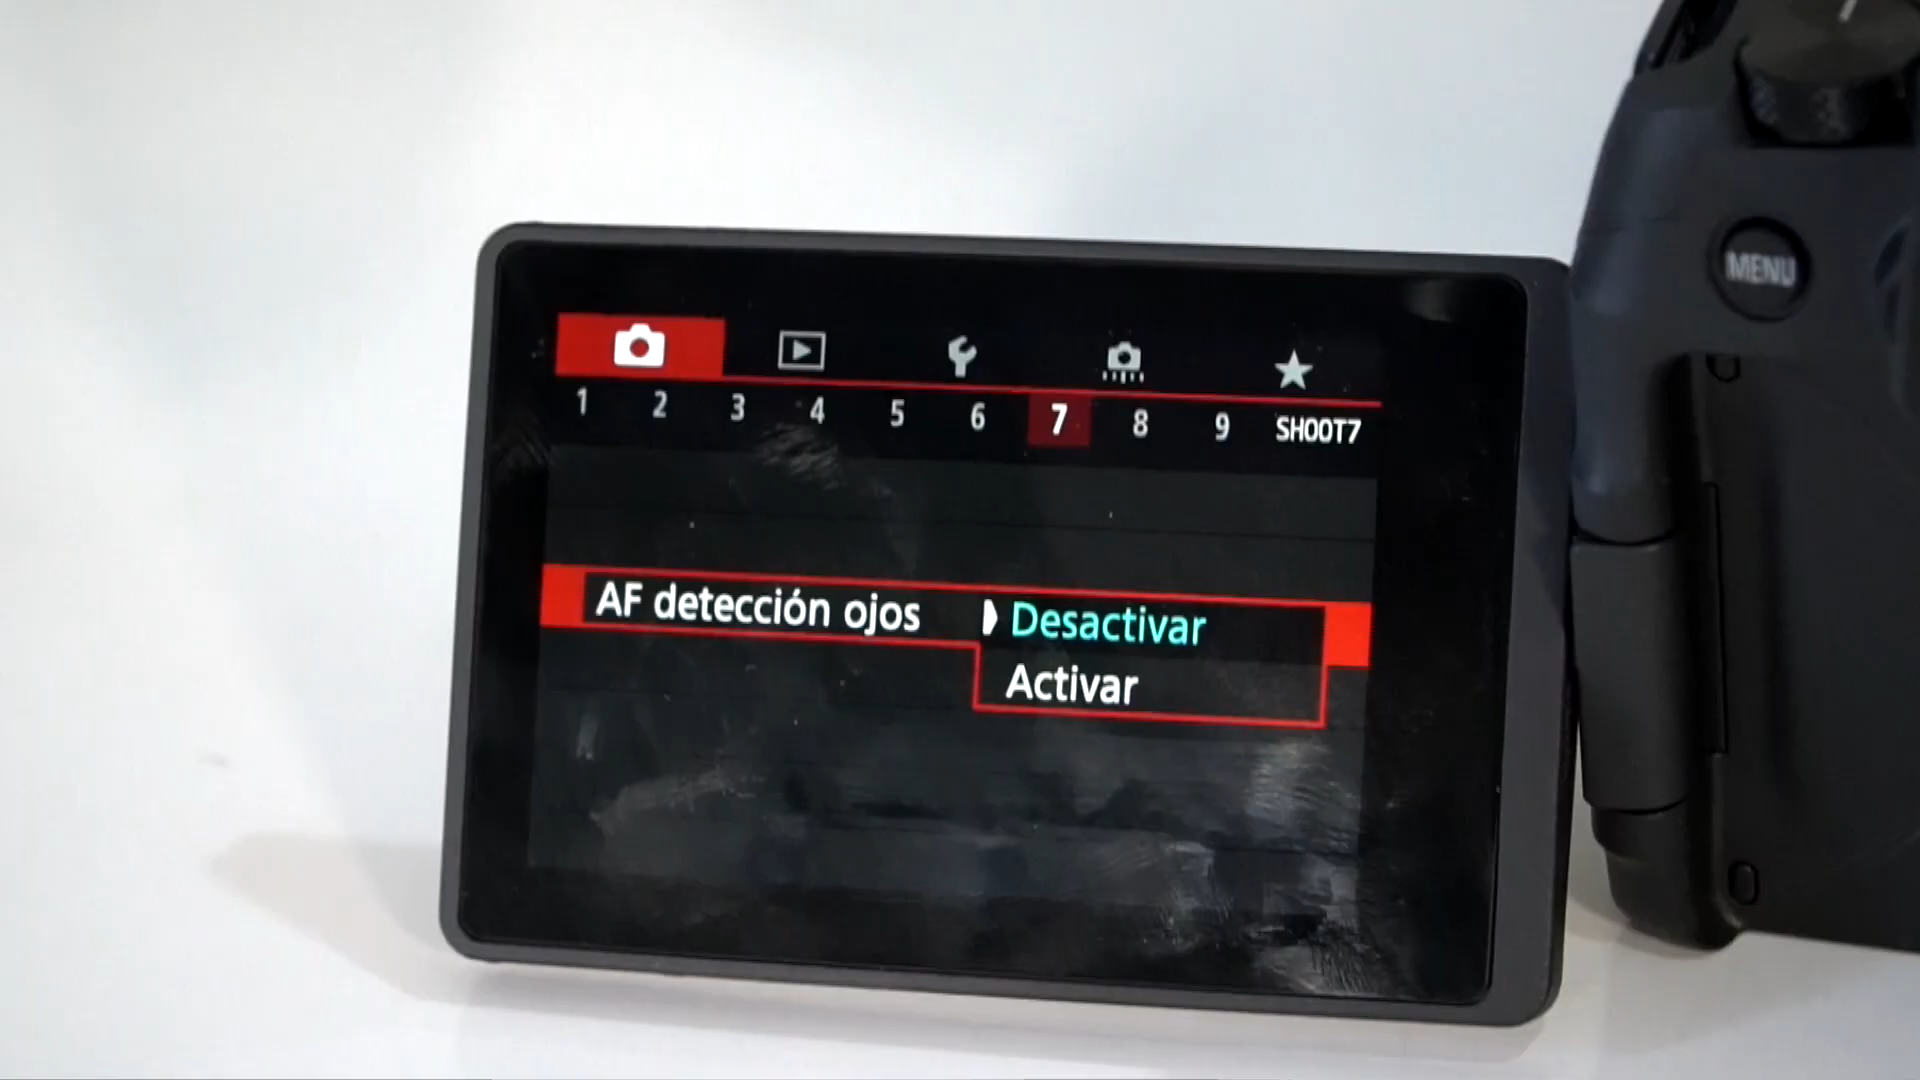 MENU
1 2 3 4 5 6 7 8 9 SHOOT7
AF detección ojos Desactivar
Activar